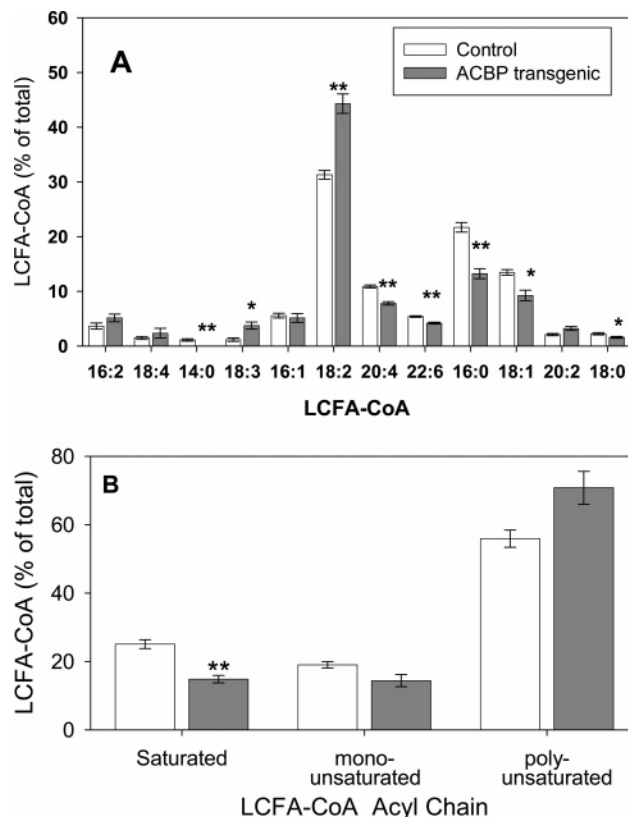 60
A
Control
ACBP transgenic
50
**
40
30
20
**
**
*
10
**
*
**
*
0
16:2 18:4 14:0 18:3 16:1 18:2 20:4 22:6 16:0 18:1 20:2 18:0
LCFA-CoA (% of total)
LCFA-CoA
80
B
60
40
20
**
0
Saturated mono-unsaturated poly-unsaturated
LCFA-CoA (% of total)
LCFA-CoA Acyl Chain